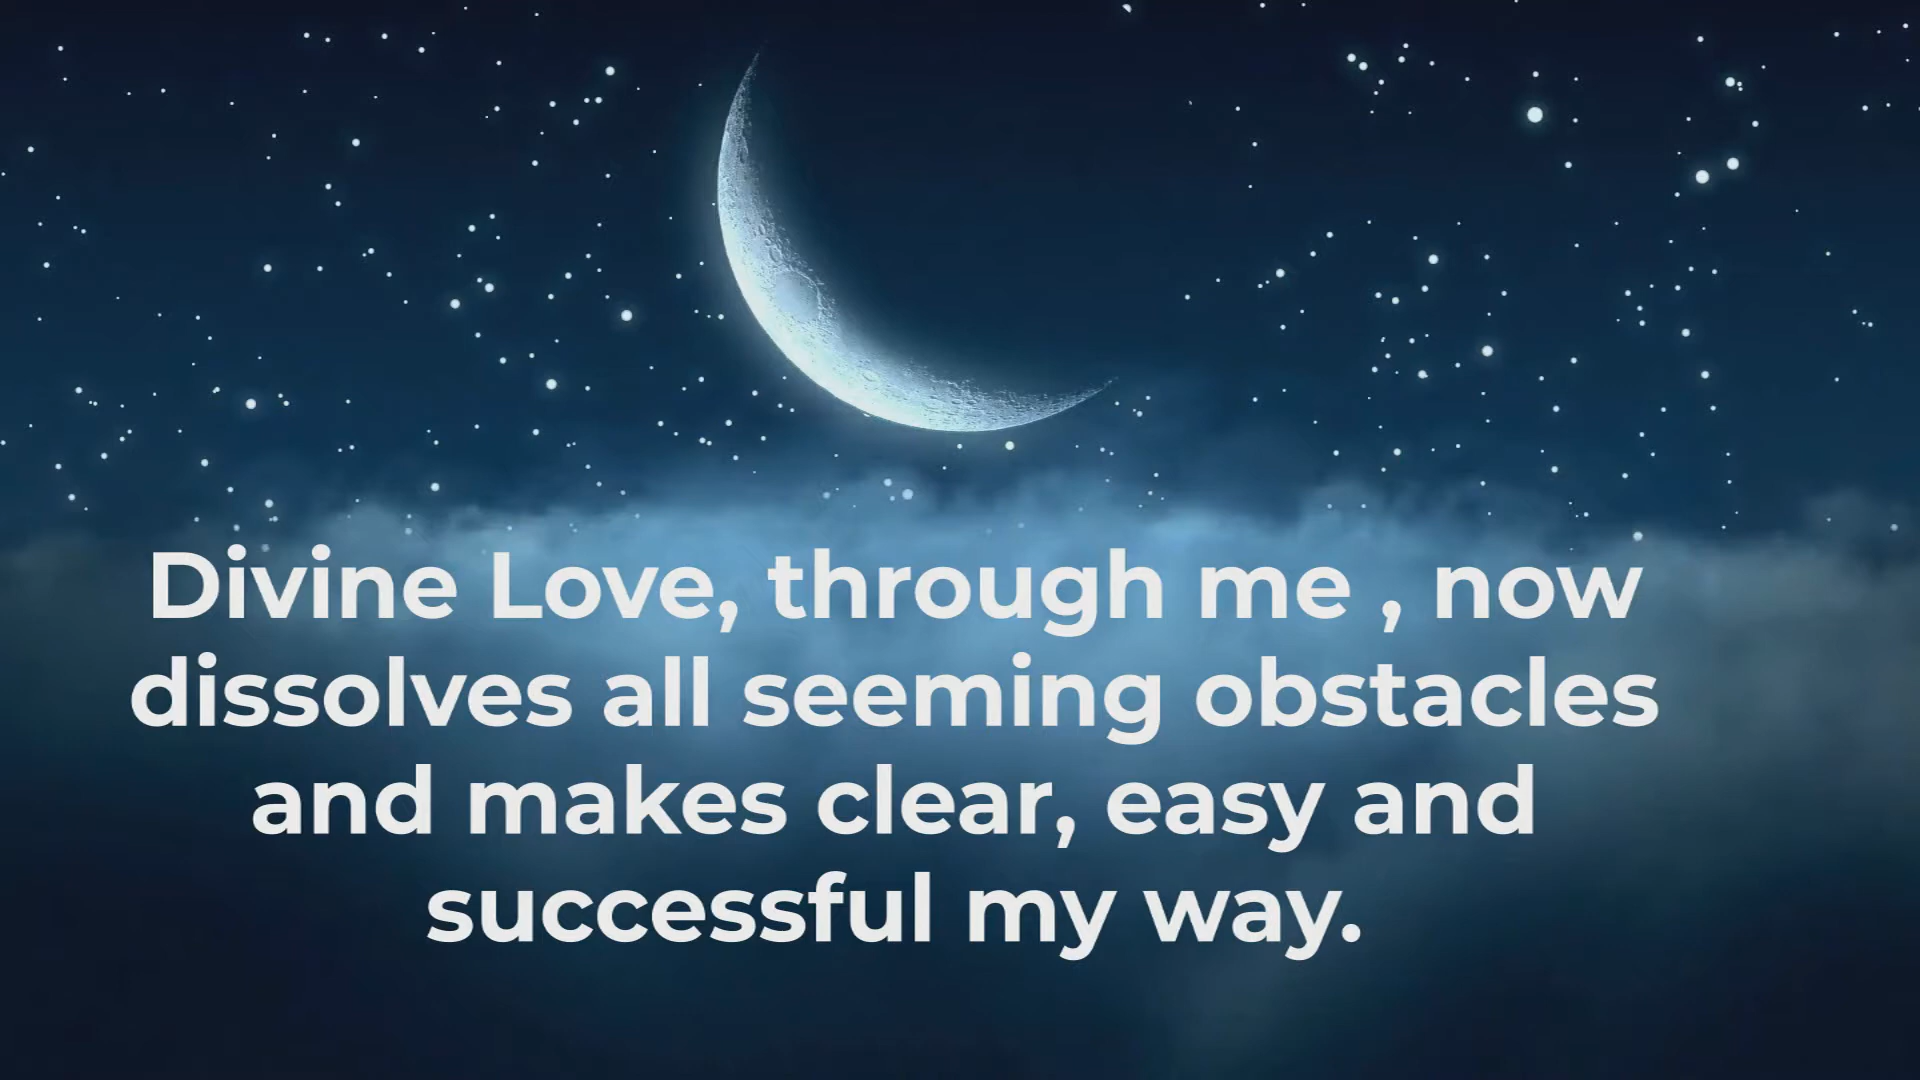 Divine Love, through me , now
dissolves all seeming obstacles
and makes clear, easy and
successful my way.